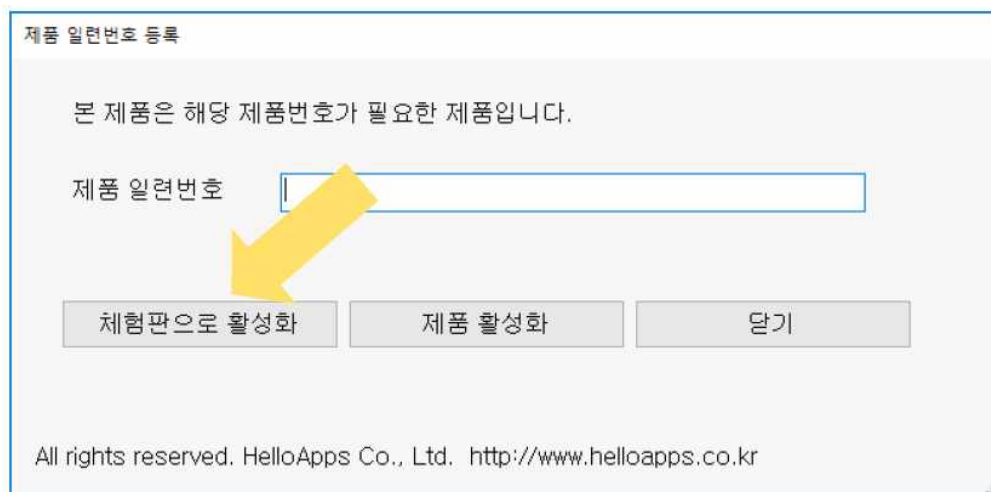 제품 일련번호 등록
본 제품은 해당 제품번호가 필요한 제품입니다.
제품 일련번호
체험판으로 활성화 제품 활성화 닫기
All rights reserved. HelloApps Co., Ltd. http://www.helloapps.co.kr